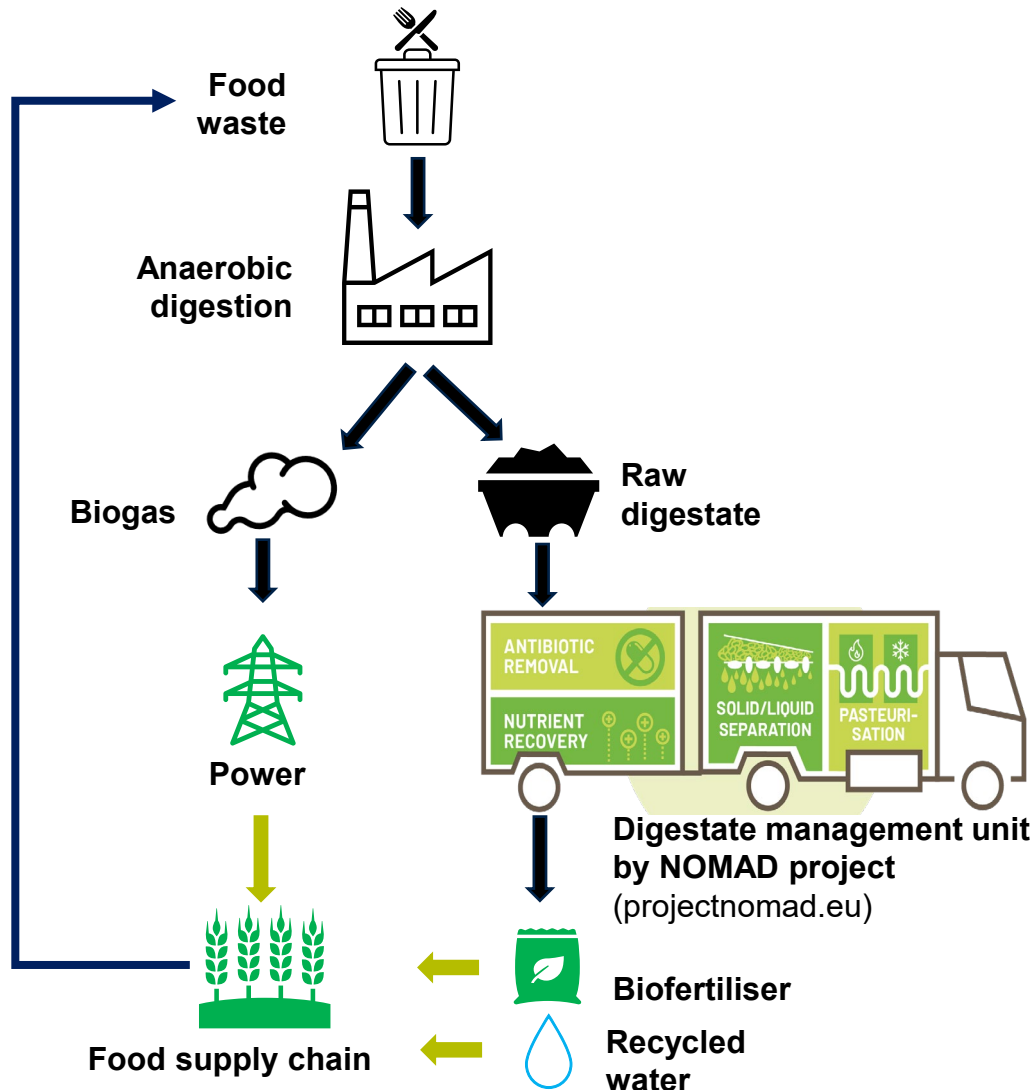 Food
waste
Anaerobic
digestion
Biogas
Raw
digestate
ANTIBIOTIC
REMOVAL
NUTRIENT
RECOVERY
SOLID/LIQUID
SEPARATION
PASTEURI-
SATION
Power
Digestate management unit
by NOMAD project
(projectnomad.eu)
Biofertiliser
Food supply chain
Recycled
water